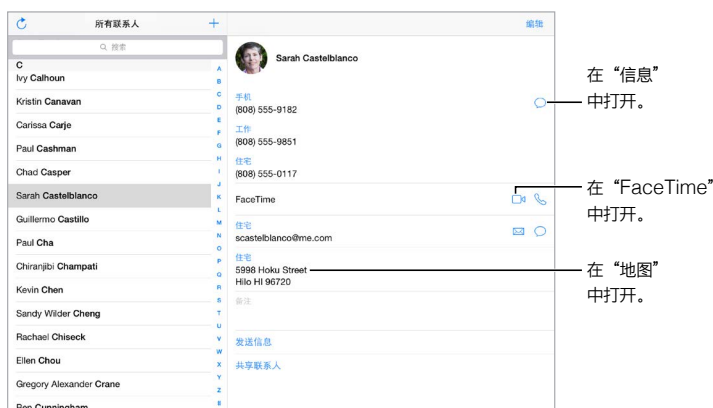 所有联系人
+
编辑
搜索
C
Ivy Calhoun
Kristin Canavan
Carissa Carje
Paul Cashman
Chad Casper
Sarah Castelblanco
Guillermo Castillo
Paul Cha
Chiranjibi Champati
Kevin Chen
Sandy Wilder Cheng
Rachael Chiseck
Ellen Chou
Gregory Alexander Crane
Ben Cunningham
A
B
C
D
E
F
G
H
I
J
K
L
M
N
O
P
Q
R
S
T
U
V
W
X
Y
Z
#
Sarah Castelblanco
手机
(808) 555-9182
工作
(808) 555-9851
住宅
(808) 555-0117
FaceTime
住宅
scastelblanco@me.com
住宅
5998 Hoku Street
Hilo HI 96720
备注
发送信息
共享联系人
在“信息”
中打开。
在“FaceTime”
中打开。
在“地图”
中打开。